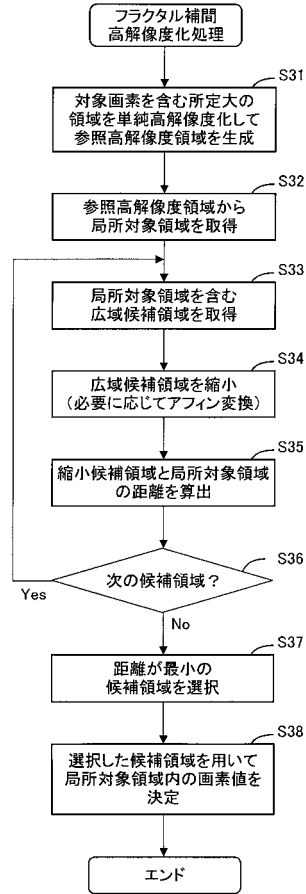 フラクタル補間
高解像度化処理
S31
対象画素を含む所定大の
領域を単純高解像度化して
参照高解像度領域を生成
S32
参照高解像度領域から
局所対象領域を取得
S33
局所対象領域を含む
広域候補領域を取得
S34
広域候補領域を縮小
(必要に応じてアフィン変換)
S35
縮小候補領域と局所対象領域
の距離を算出
S36
次の候補領域?
Yes
No
S37
距離が最小の
候補領域を選択
S38
選択した候補領域を用いて
局所対象領域内の画素値を
決定
エンド